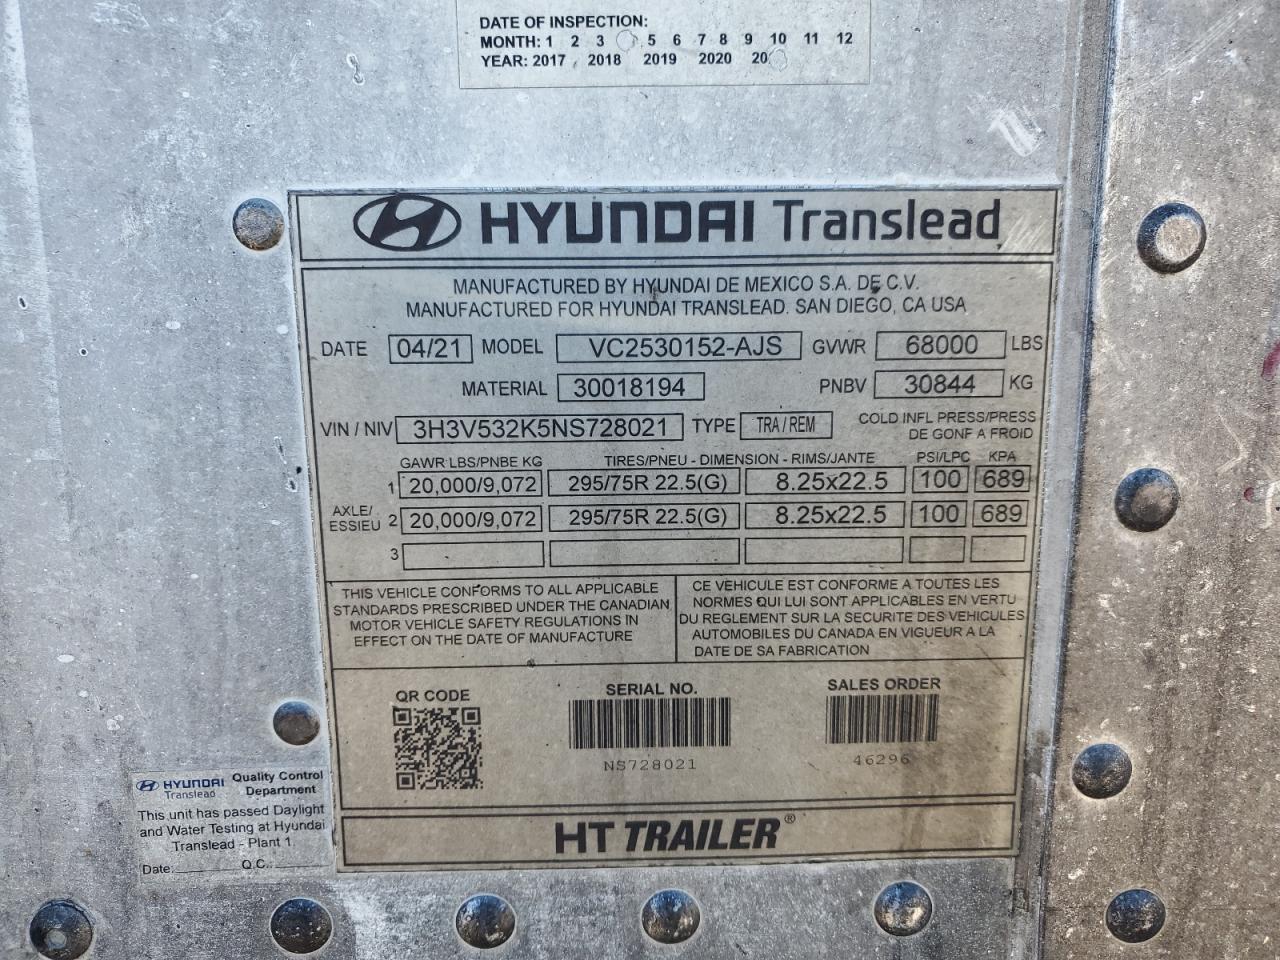 DATE OF INSPECTION:
MONTH: 1 2 3 5 6 7 8 9 10 11 12
YEAR: 2017 2018 2019 2020 20
HYUNDAI Translead
MANUFACTURED BY HYUNDAI DE MEXICO S.A. DE C.V.
MANUFACTURED FOR HYUNDAI TRANSLEAD. SAN DIEGO, CA USA
DATE 04/21 MODEL VC2530152-AJS GVWR 68000 LBS
MATERIAL 30018194 PNBV 30844 KG
VIN / NIV 3H3V532K5NS728021 TYPE TRA / REM COLD INFL PRESS/PRESS
DE GONF A FROID
GAWR LBS/PNBE KG TIRES/PNEU - DIMENSION - RIMS/JANTE PSI/LPC KPA
1 20,000/9,072 295/75R 22.5(G) 8.25x22.5 100 689
AXLE/
ESSIEU 2 20,000/9,072 295/75R 22.5(G) 8.25x22.5 100 689
3
THIS VEHICLE CONFORMS TO ALL APPLICABLE
STANDARDS PRESCRIBED UNDER THE CANADIAN
MOTOR VEHICLE SAFETY REGULATIONS IN
EFFECT ON THE DATE OF MANUFACTURE
CE VEHICULE EST CONFORME A TOUTES LES
NORMES QUI LUI SONT APPLICABLES EN VERTU
DU REGLEMENT SUR LA SECURITE DES VEHICULES
AUTOMOBILES DU CANADA EN VIGUEUR A LA
DATE DE SA FABRICATION
QR CODE
SERIAL NO.
NS728021
SALES ORDER
46296
HT TRAILER®
HYUNDAI Translead Quality Control Department
This unit has passed Daylight
and Water Testing at Hyundai
Translead - Plant 1.
Date: Q.C.: